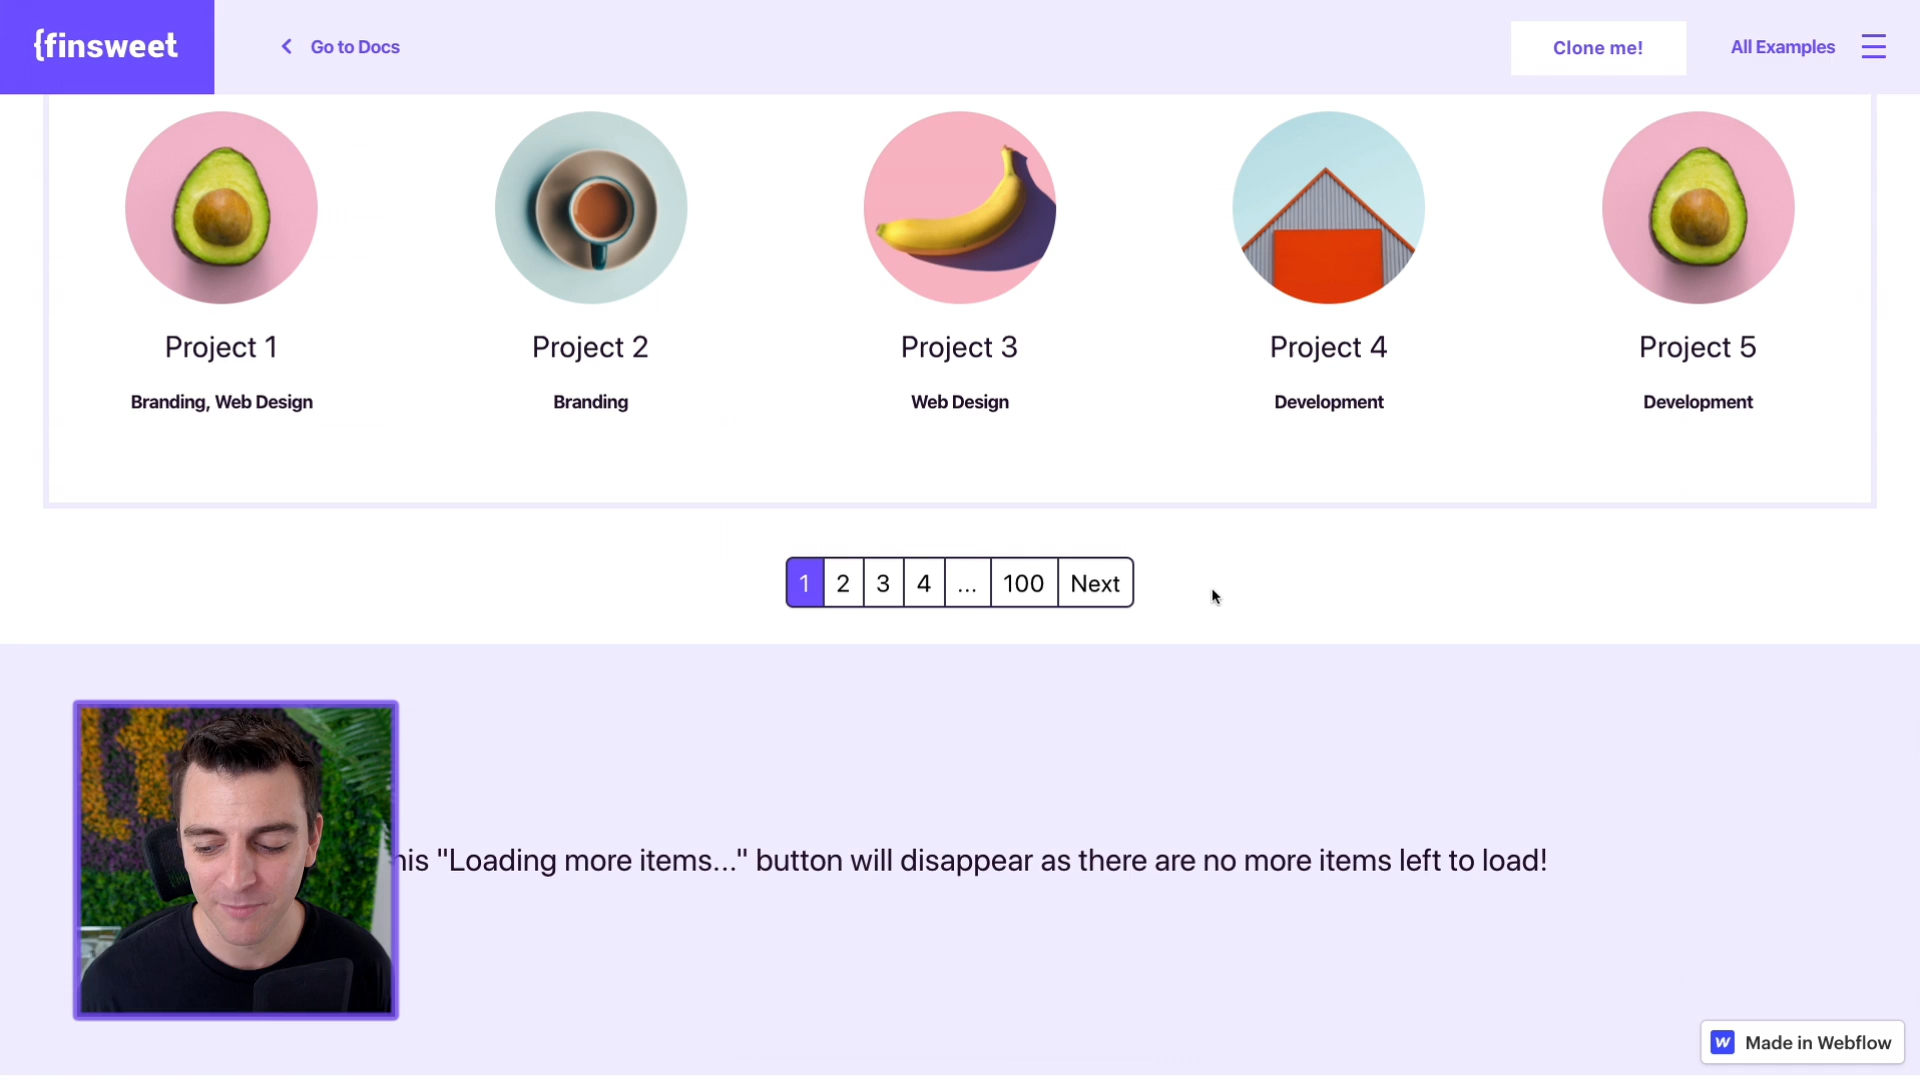 {finsweet
Go to Docs
Clone me!
All Examples
Project 1
Project 2
Project 3
Project 4
Project 5
Branding, Web Design
Branding
Web Design
Development
Development
1 2 3 4 ... 100 Next
"Loading more items..." button will disappear as there are no more items left to load!
W Made in Webflow